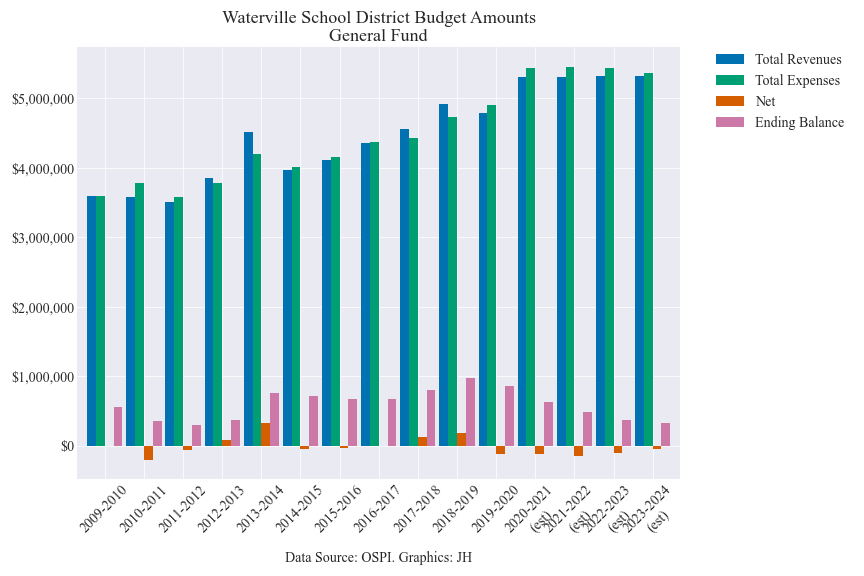 Waterville School District Budget Amounts
General Fund
Total Revenues
Total Expenses
Net
Ending Balance
$5,000,000
$4,000,000
$3,000,000
$2,000,000
$1,000,000
$0
2009-2010
2010-2011
2011-2012
2012-2013
2013-2014
2014-2015
2015-2016
2016-2017
2017-2018
2018-2019
2019-2020
2020-2021
(est)
2021-2022
(est)
2022-2023
(est)
2023-2024
(est)
Data Source: OSPI. Graphics: JH